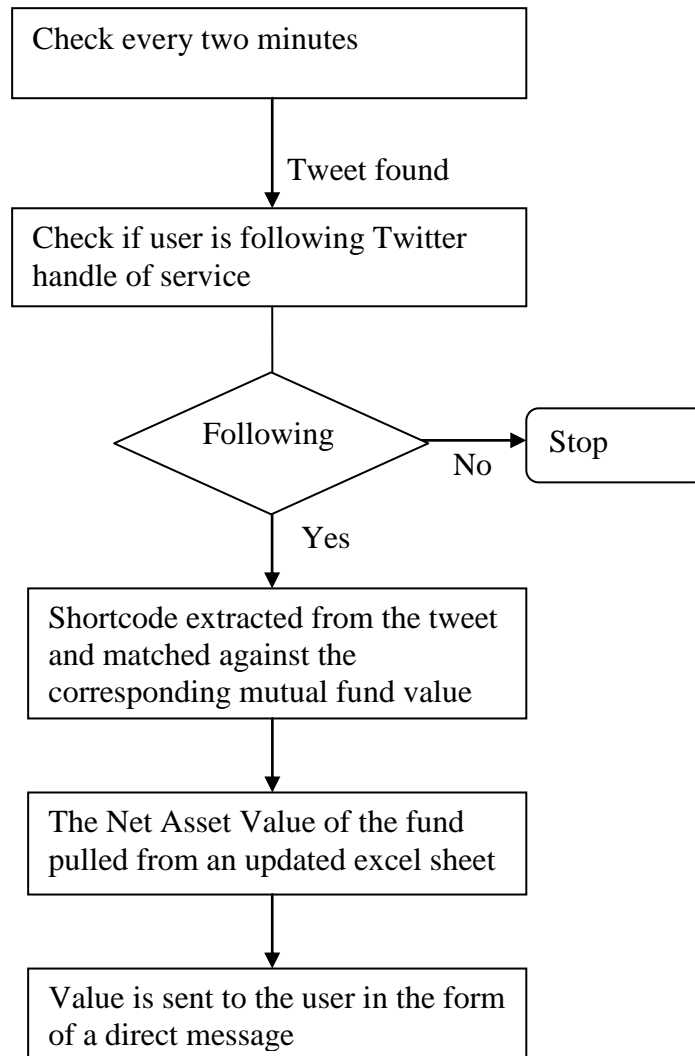 Check every two minutes
Tweet found
Check if user is following Twitter
handle of service
Following
No
Stop
Yes
Shortcode extracted from the tweet
and matched against the
corresponding mutual fund value
The Net Asset Value of the fund
pulled from an updated excel sheet
Value is sent to the user in the form
of a direct message